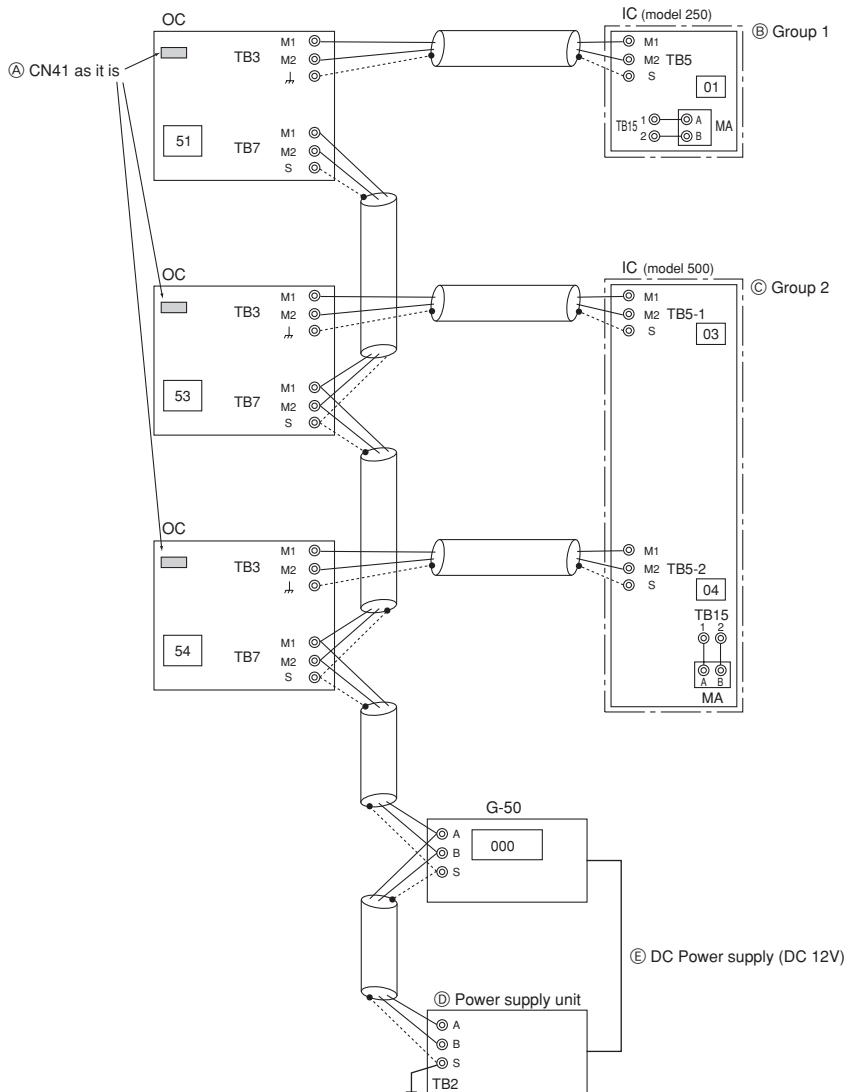 OC
IC (model 250)
Ⓑ Group 1
Ⓐ CN41 as it is
TB3
M1
M2
M1
M2 TB5
S
01
TB15 1
2
A
B
MA
51
TB7
M1
M2
S
OC
IC (model 500)
Ⓒ Group 2
TB3
M1
M2
M1
M2 TB5-1
S
03
53
TB7
M1
M2
S
OC
TB3
M1
M2
M1
M2 TB5-2
S
04
TB15
1 2
A B
MA
54
TB7
M1
M2
S
G-50
A
B
S
000
Ⓔ DC Power supply (DC 12V)
Ⓓ Power supply unit
A
B
S
TB2